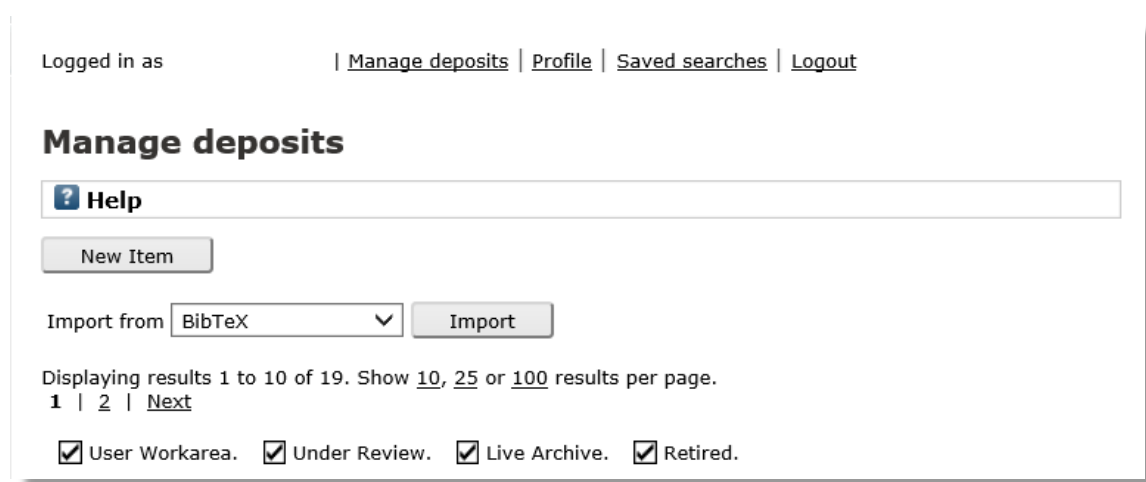 Logged in as | Manage deposits | Profile | Saved searches | Logout
Manage deposits
? Help
New Item
Import from BibTeX Import
Displaying results 1 to 10 of 19. Show 10, 25 or 100 results per page.
1 | 2 | Next
User Workarea. Under Review. Live Archive. Retired.